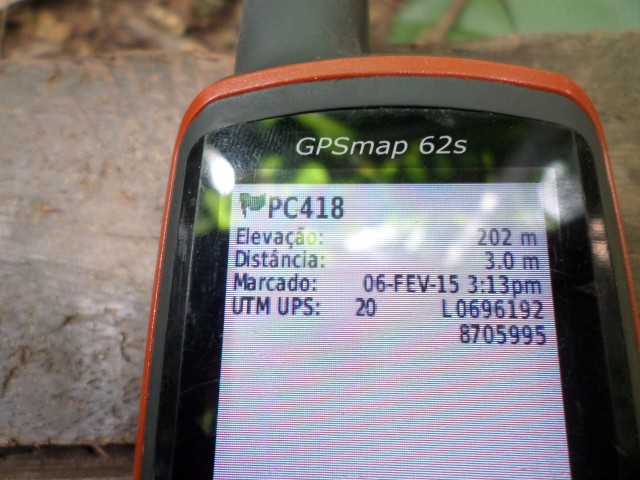 GPSmap 62s
PC418
Elevação: 202 m
Distância: 3.0 m
Marcado: 06-FEV-15 3:13pm
UTM UPS: 20 L0696192
8705995